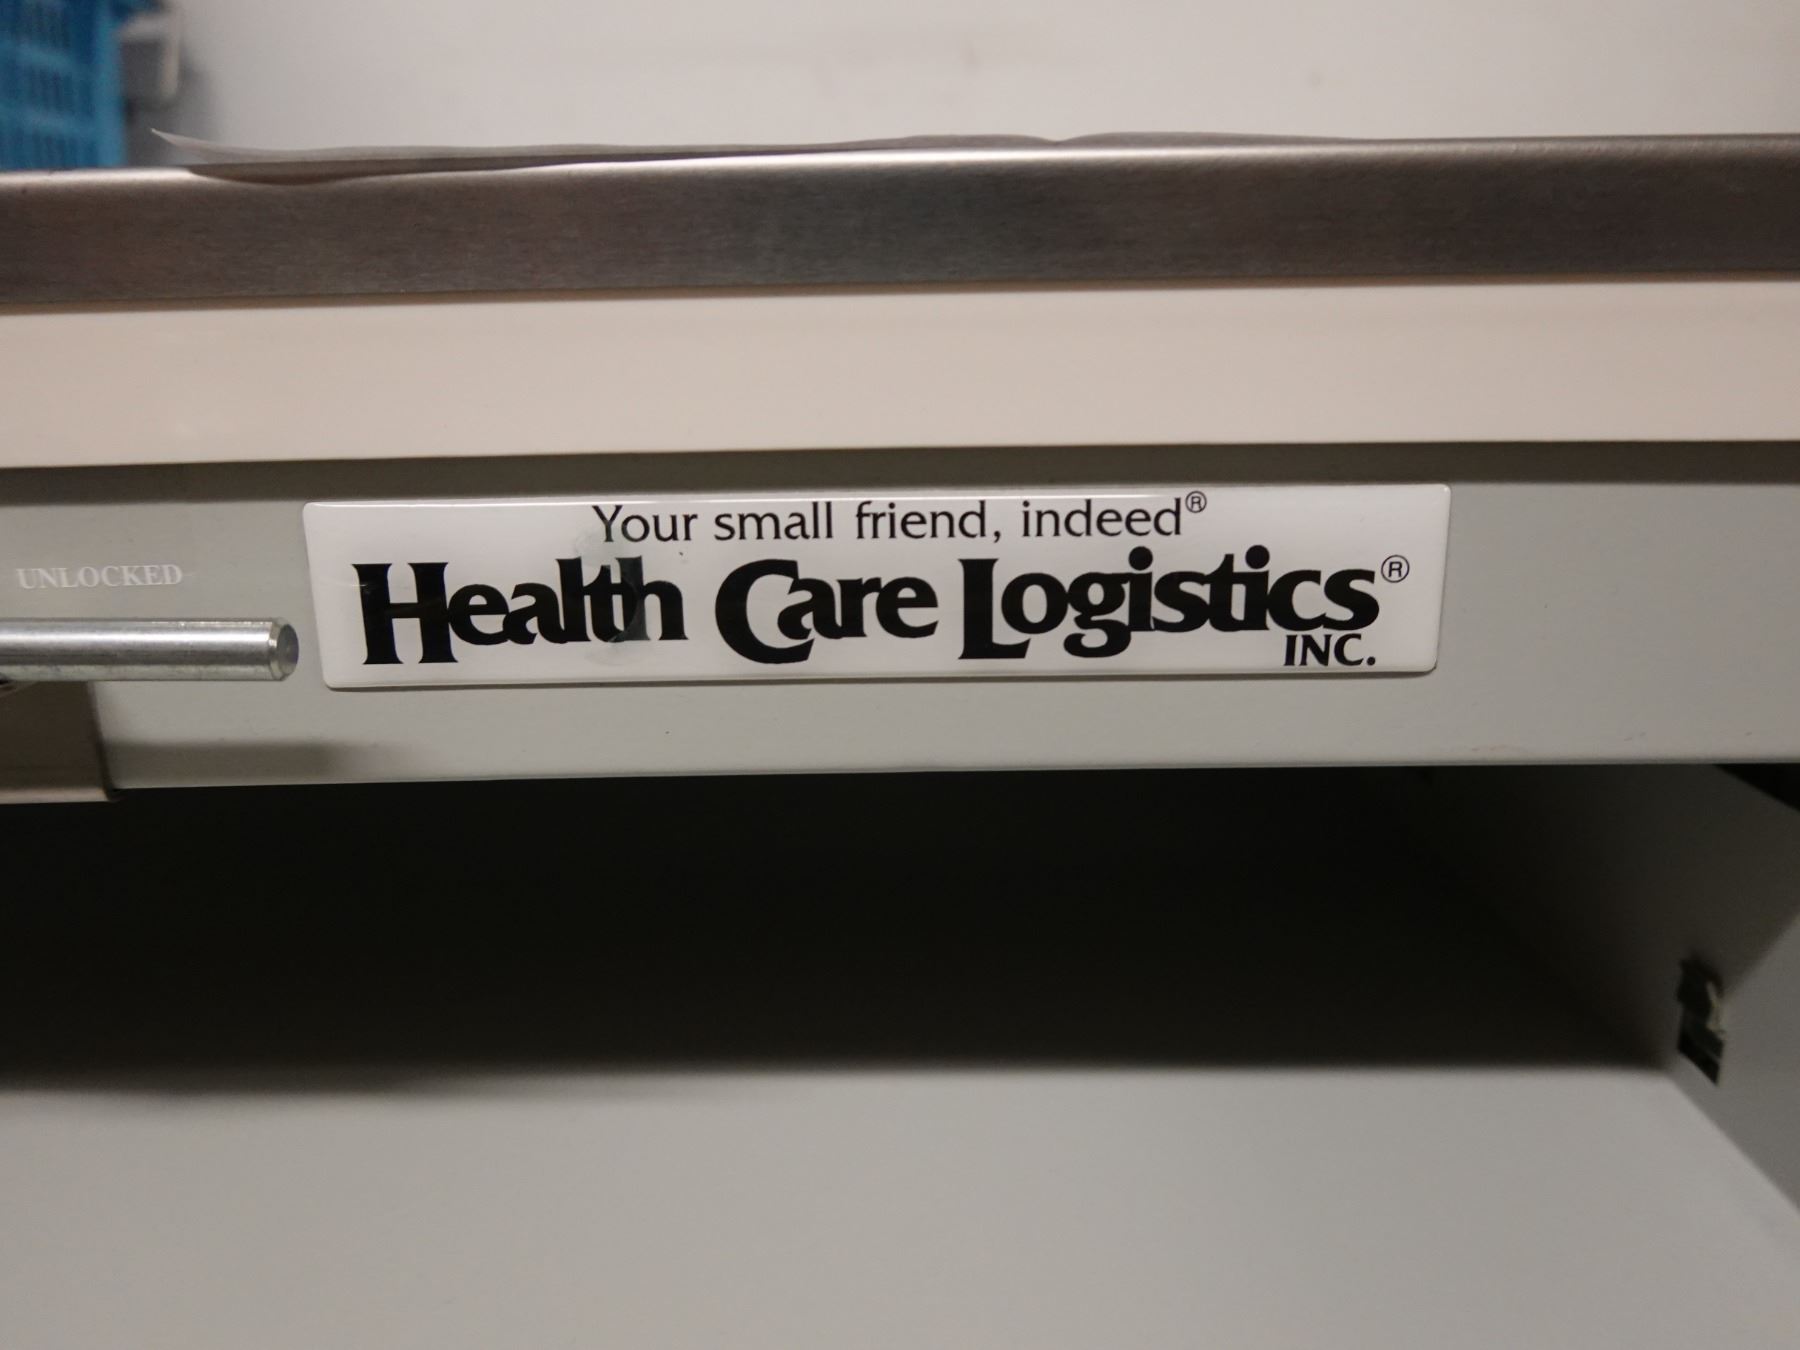 Your small friend, indeed®
Health Care Logistics®
INC.
UNLOCKED